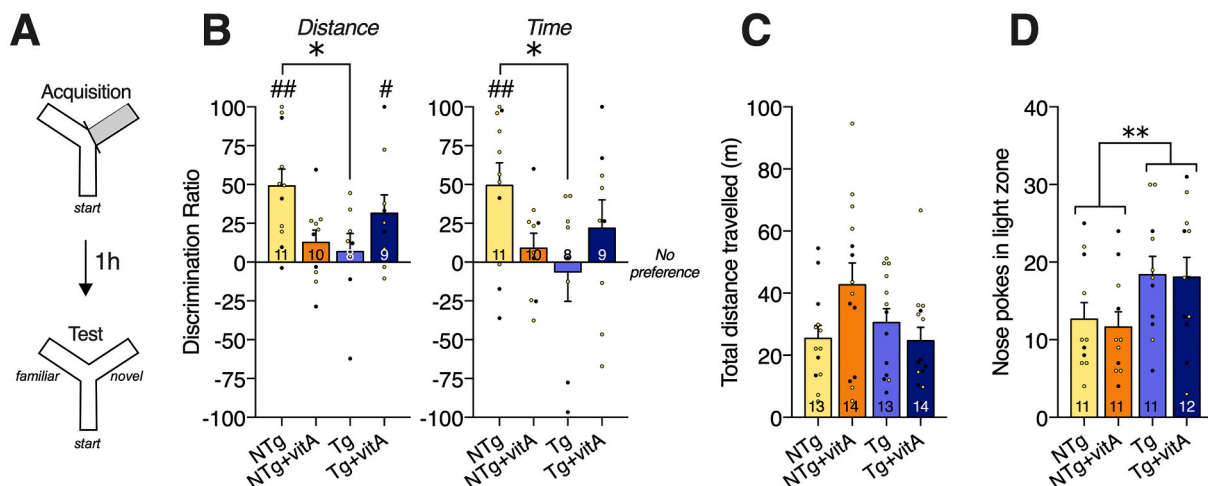 A
Acquisition
start
1h
Test
familiar
novel
start
B
Distance
*
##
#
Discrimination Ratio
100
75
50
25
0
-25
-50
-75
-100
11
10
8
9
NTg
NTg+vitA
Tg
Tg+vitA
Time
*
##
100
75
50
25
0
-25
-50
-75
-100
11
10
8
9
No
preference
NTg
NTg+vitA
Tg
Tg+vitA
C
Total distance travelled (m)
100
80
60
40
20
0
13
14
13
14
NTg
NTg+vitA
Tg
Tg+vitA
D
Nose pokes in light zone
40
30
20
10
0
**
11
11
11
12
NTg
NTg+vitA
Tg
Tg+vitA